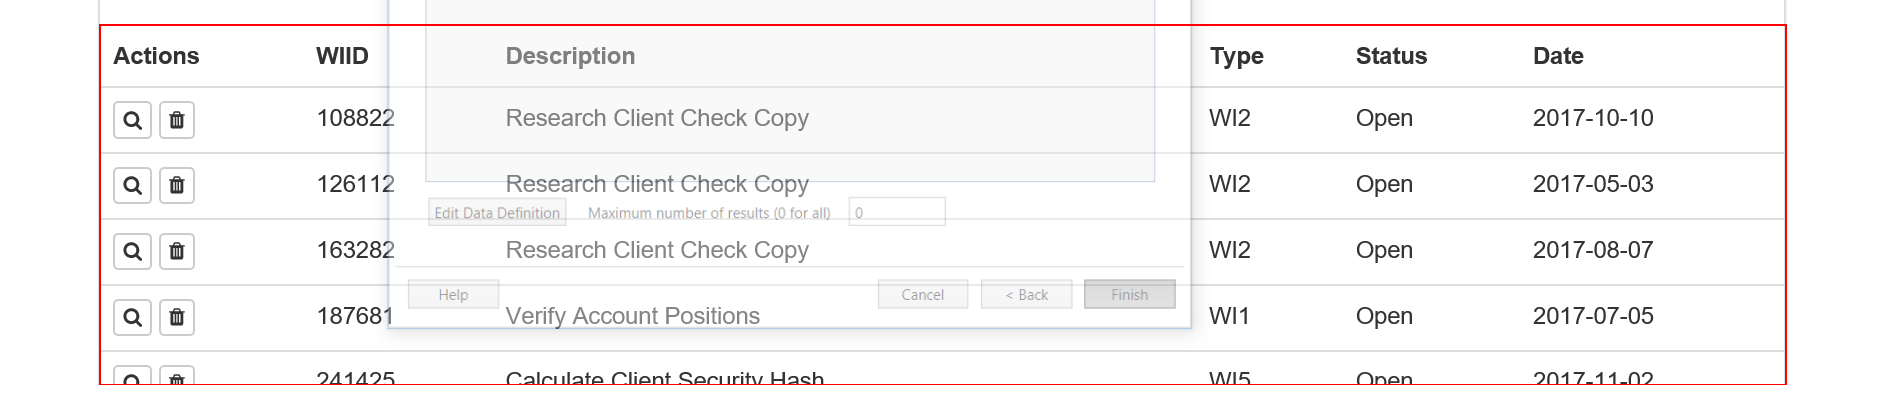 Actions WIID Description Type Status Date
108822 Research Client Check Copy WI2 Open 2017-10-10
126112 Research Client Check Copy WI2 Open 2017-05-03
Edit Data Definition Maximum number of results (0 for all) 0
163282 Research Client Check Copy WI2 Open 2017-08-07
Help Cancel < Back Finish
187681 Verify Account Positions WI1 Open 2017-07-05
241425 Calculate Client Security Hash WI5 Open 2017-11-02